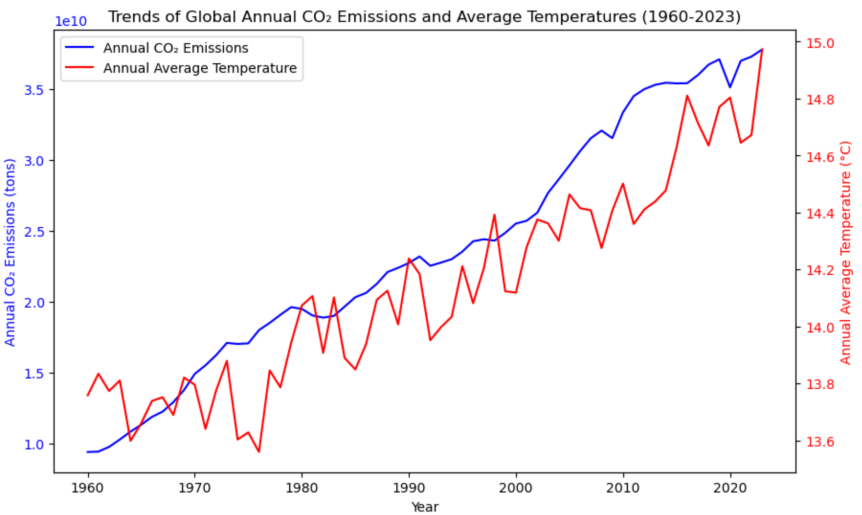 Trends of Global Annual CO₂ Emissions and Average Temperatures (1960-2023)
1e10
Annual CO₂ Emissions
Annual Average Temperature
Annual CO₂ Emissions (tons)
3.5
3.0
2.5
2.0
1.5
1.0
15.0
14.8
14.6
14.4
14.2
14.0
13.8
13.6
Annual Average Temperature (°C)
1960 1970 1980 1990 2000 2010 2020
Year